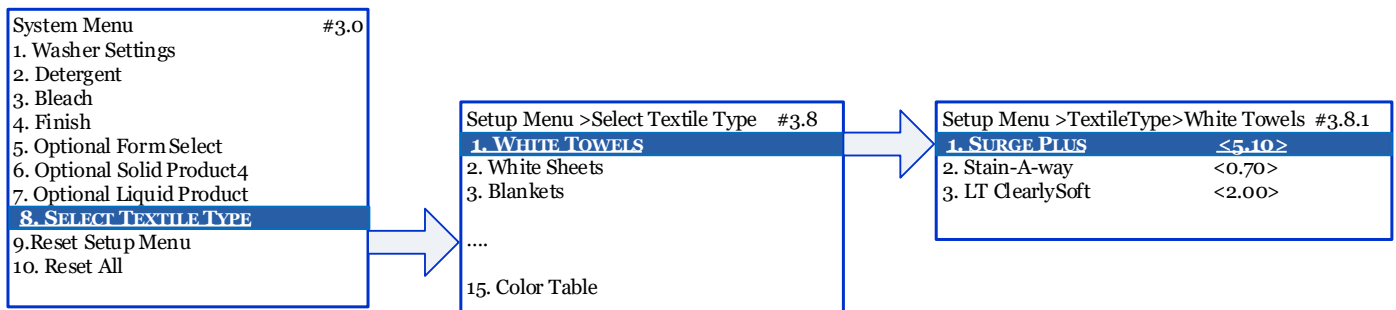 System Menu #3.0
1. Washer Settings
2. Detergent
3. Bleach
4. Finish
5. Optional Form Select
6. Optional Solid Product4
7. Optional Liquid Product
8. SELECT TEXTILE TYPE
9.Reset Setup Menu
10. Reset All
Setup Menu >Select Textile Type #3.8
1. WHITE TOWELS
2. White Sheets
3. Blankets
....
15. Color Table
Setup Menu >TextileType>White Towels #3.8.1
1. SURGE PLUS <5.10>
2. Stain-A-way <0.70>
3. LT ClearlySoft <2.00>